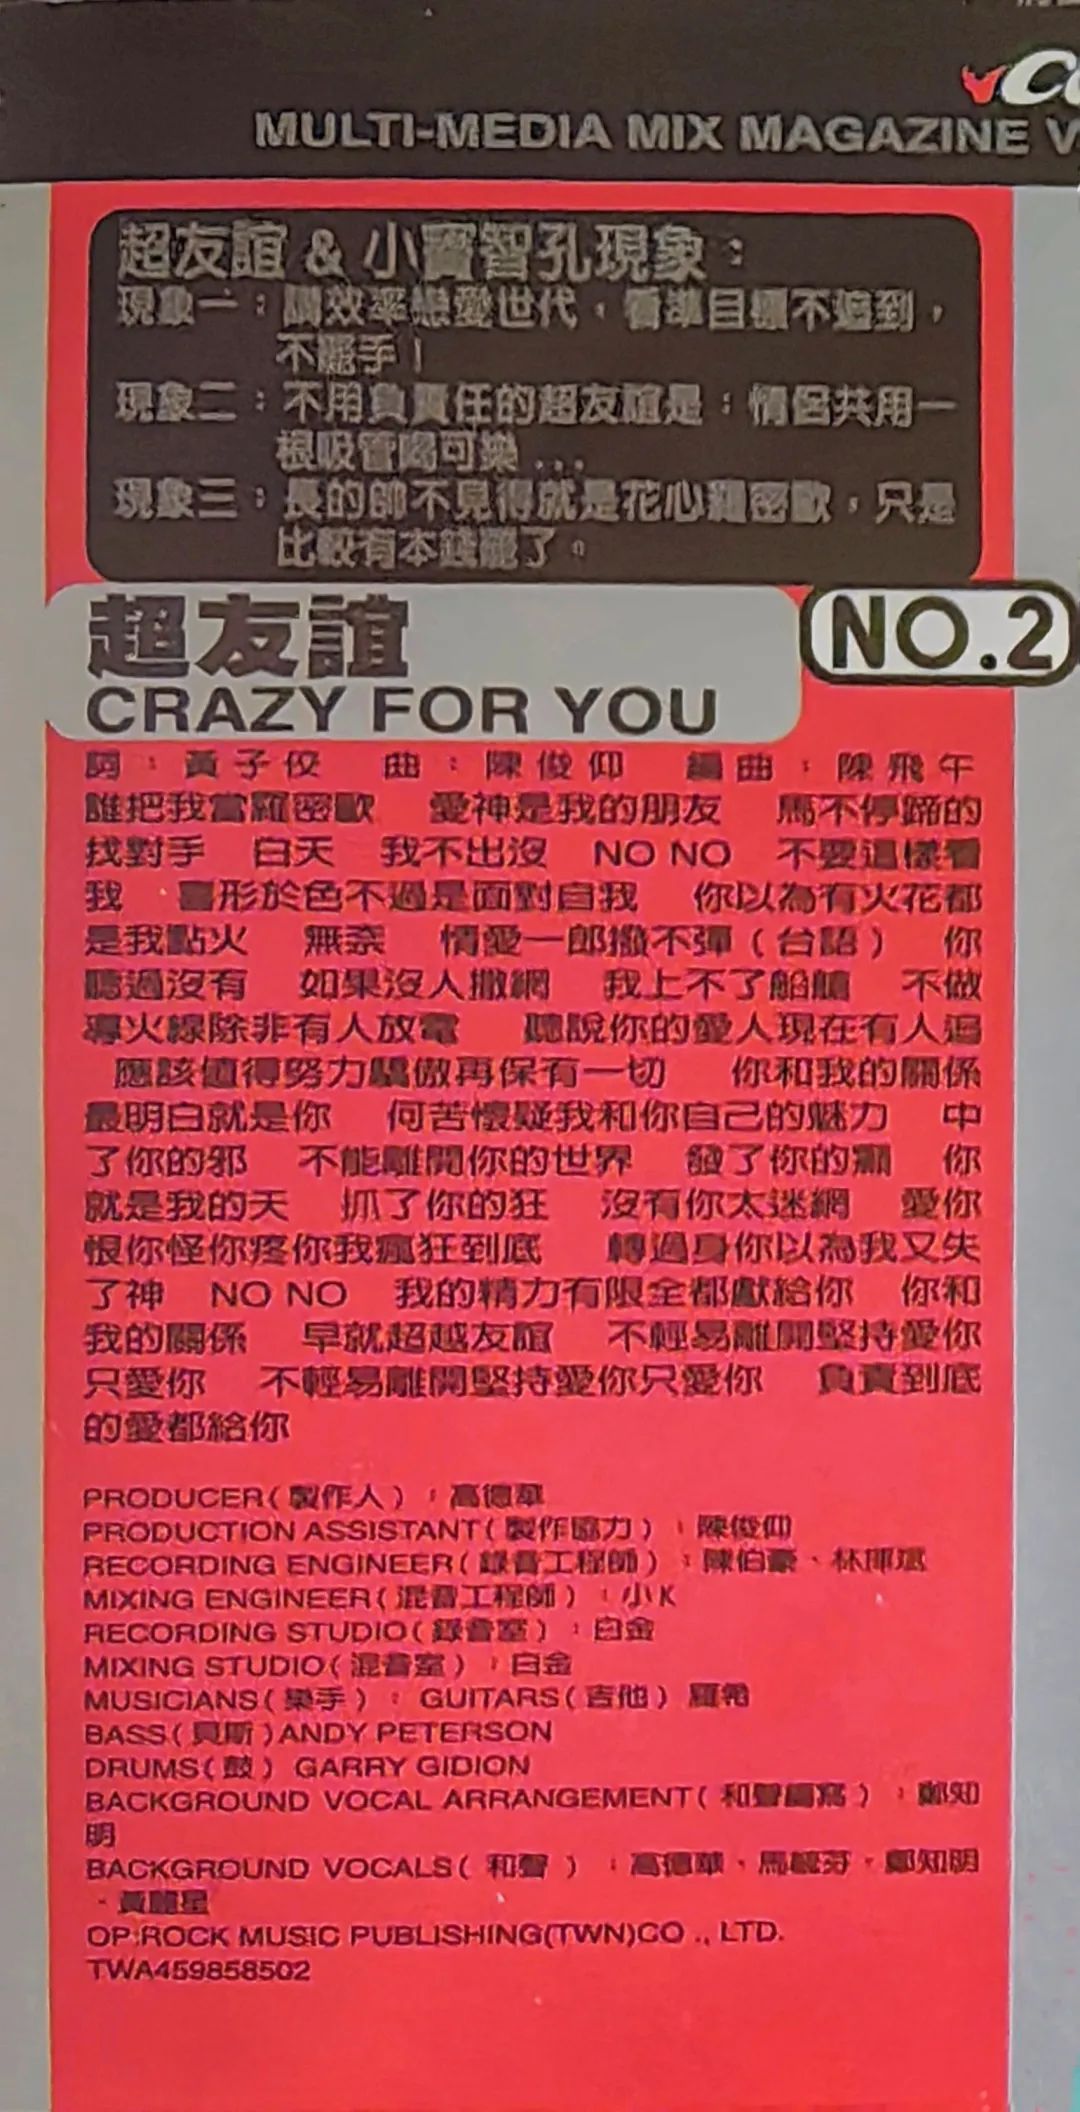 MULTI-MEDIA MIX MAGAZINE V
超友誼 & 小賓智孔現象：
現象一：講效率戀愛世代，看準目標不追到，
不罷手！
現象二：不用負責任的超友誼是：情侶共用一
根吸管喝可樂...
現象三：長的帥不見得就是花心羅密歐，只是
比較有本錢罷了。
超友誼
NO.2
CRAZY FOR YOU
詞：黃子佼 曲：陳俊仰 編曲：陳飛午
誰把我當羅密歐 愛神是我的朋友 馬不停蹄的
找對手 白天 我不出沒 NO NO 不要這樣看
我 喜形於色不過是面對自我 你以為有火花都
是我點火 無奈 情愛一郎撥不彈（台語） 你
聽過沒有 如果沒人撒網 我上不了船艙 不做
導火線除非有人放電 聽說你的愛人現在有人追
應該值得努力驕傲再保有一切 你和我的關係
最明白就是你 何苦懷疑我和你自己的魅力 中
了你的邪 不能離開你的世界 發了你的癲 你
就是我的天 抓了你的狂 沒有你太迷網 愛你
恨你怪你疼你我瘋狂到底 轉過身你以為我又失
了神 NO NO 我的精力有限全都獻給你 你和
我的關係 早就超越友誼 不輕易離開堅持愛你
只愛你 不輕易離開堅持愛你只愛你 負責到底
的愛都給你
PRODUCER（製作人）：高德華
PRODUCTION ASSISTANT（製作協力）：陳俊仰
RECORDING ENGINEER（錄音工程師）：陳伯豪、林揮斌
MIXING ENGINEER（混音工程師）：小K
RECORDING STUDIO（錄音室）：白金
MIXING STUDIO（混音室）：白金
MUSICIANS（樂手）：GUITARS（吉他）羅希
BASS（貝斯）ANDY PETERSON
DRUMS（鼓）GARRY GIDION
BACKGROUND VOCAL ARRANGEMENT（和聲編寫）：鄭知
明
BACKGROUND VOCALS（和聲）：高德華、馬毓芬、鄭知明
、黃麗星
OP:ROCK MUSIC PUBLISHING(TWN)CO., LTD.
TWA459858502